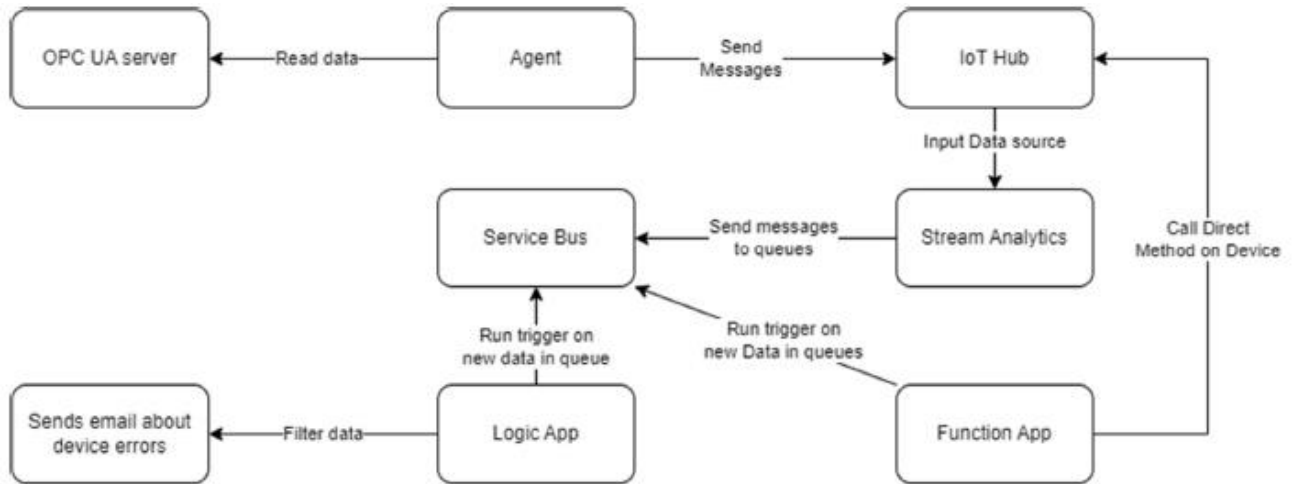 OPC UA server
Read data
Agent
Send
Messages
IoT Hub
Input Data source
Service Bus
Send messages
to queues
Stream Analytics
Call Direct
Method on Device
Run trigger on
new data in queue
Run trigger on
new Data in queues
Sends email about
device errors
Filter data
Logic App
Function App